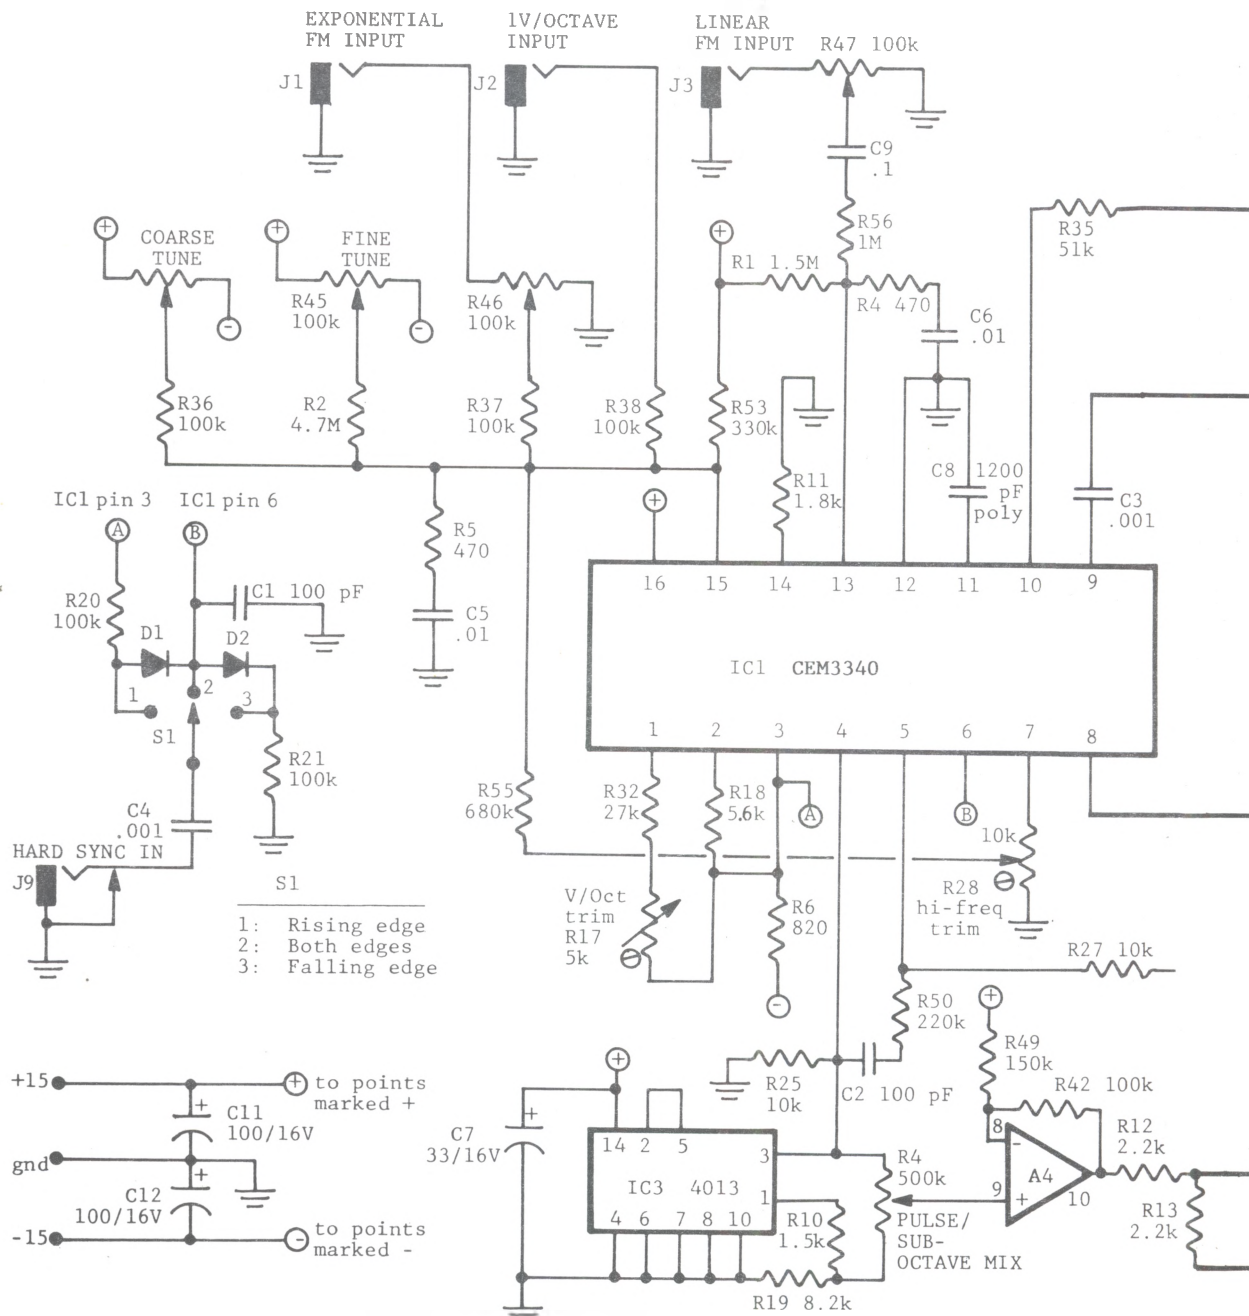 EXPONENTIAL
FM INPUT
1V/OCTAVE
INPUT
LINEAR
FM INPUT
R47 100k
J1
J2
J3
C9
.1
R56
1M
R35
51k
+
COARSE
TUNE
-
+
FINE
TUNE
R45
100k
-
R46
100k
+
R1 1.5M
R4 470
C6
.01
R36
100k
R2
4.7M
R37
100k
R38
100k
R53
330k
R11
1.8k
C8 1200
pF
poly
C3
.001
IC1 pin 3
A
IC1 pin 6
B
R5
470
+
C1 100 pF
R20
100k
C5
.01
D1
D2
1
2
3
S1
R21
100k
16 15 14 13 12 11 10 9
IC1 CEM3340
1 2 3 4 5 6 7 8
C4
.001
HARD SYNC IN
J9
R55
680k
R32
27k
R18
5.6k
A
B
10k
R28
hi-freq
trim
S1
1: Rising edge
2: Both edges
3: Falling edge
V/Oct
trim
R17
5k
R6
820
-
R27 10k
R50
220k
+
R49
150k
+15
+ to points
marked +
+
C11
100/16V
gnd
+
C12
100/16V
-15
- to points
marked -
+
R25
10k
C2 100 pF
R42 100k
+
C7
33/16V
14 2 5
3
IC3 4013
1
4 6 7 8 10
R4
500k
R10
1.5k
PULSE/
SUB-
OCTAVE MIX
R19 8.2k
8
-
9
+
A4
10
R12
2.2k
R13
2.2k